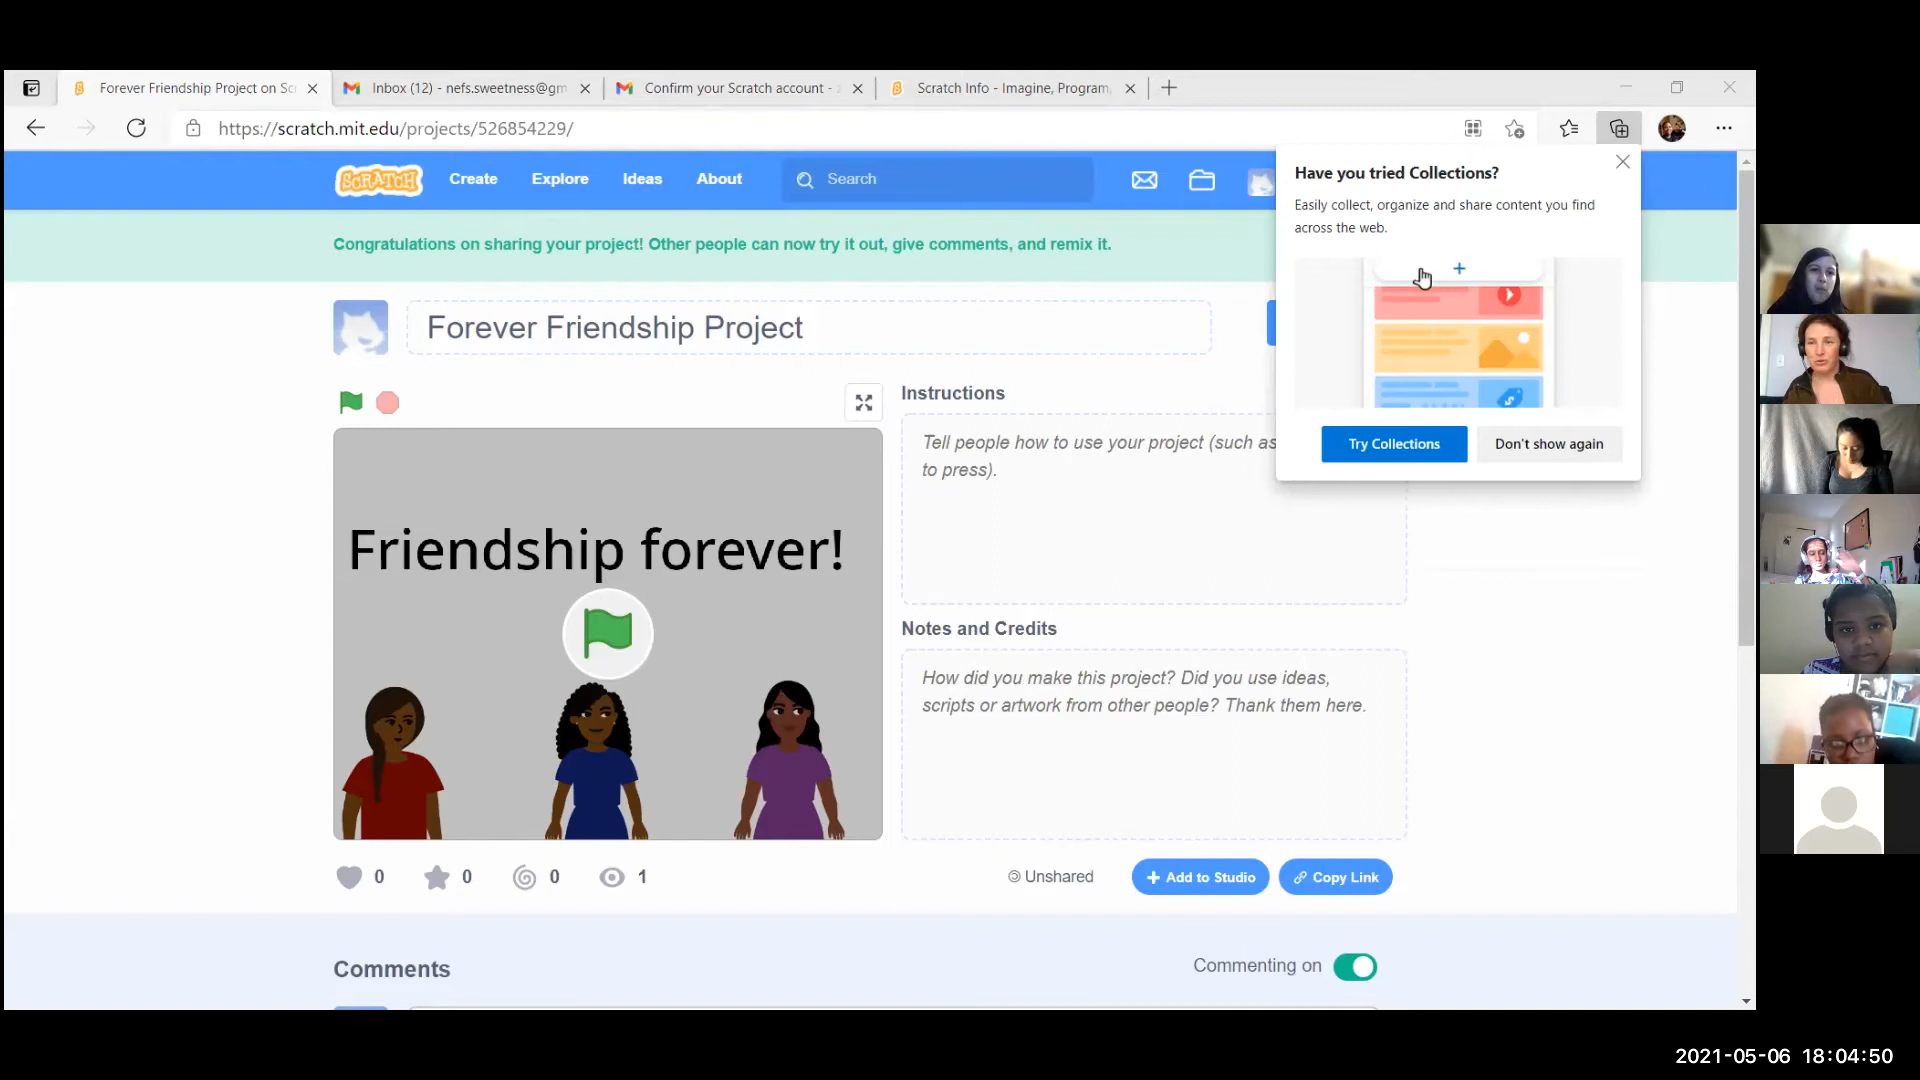 Forever Friendship Project on Sc
Inbox (12) - nefs.sweetness@gm
Confirm your Scratch account -
Scratch Info - Imagine, Program,
https://scratch.mit.edu/projects/526854229/
SCRATCH
Create
Explore
Ideas
About
Search
Have you tried Collections?
Easily collect, organize and share content you find
across the web.
Try Collections
Don't show again
Congratulations on sharing your project! Other people can now try it out, give comments, and remix it.
Forever Friendship Project
Friendship forever!
Instructions
Tell people how to use your project (such as
to press).
Notes and Credits
How did you make this project? Did you use ideas,
scripts or artwork from other people? Thank them here.
0
0
0
1
Unshared
Add to Studio
Copy Link
Comments
Commenting on
2021-05-06 18:04:50